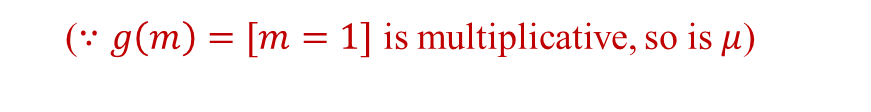 (∵ g(m) = [m = 1] is multiplicative, so is μ)